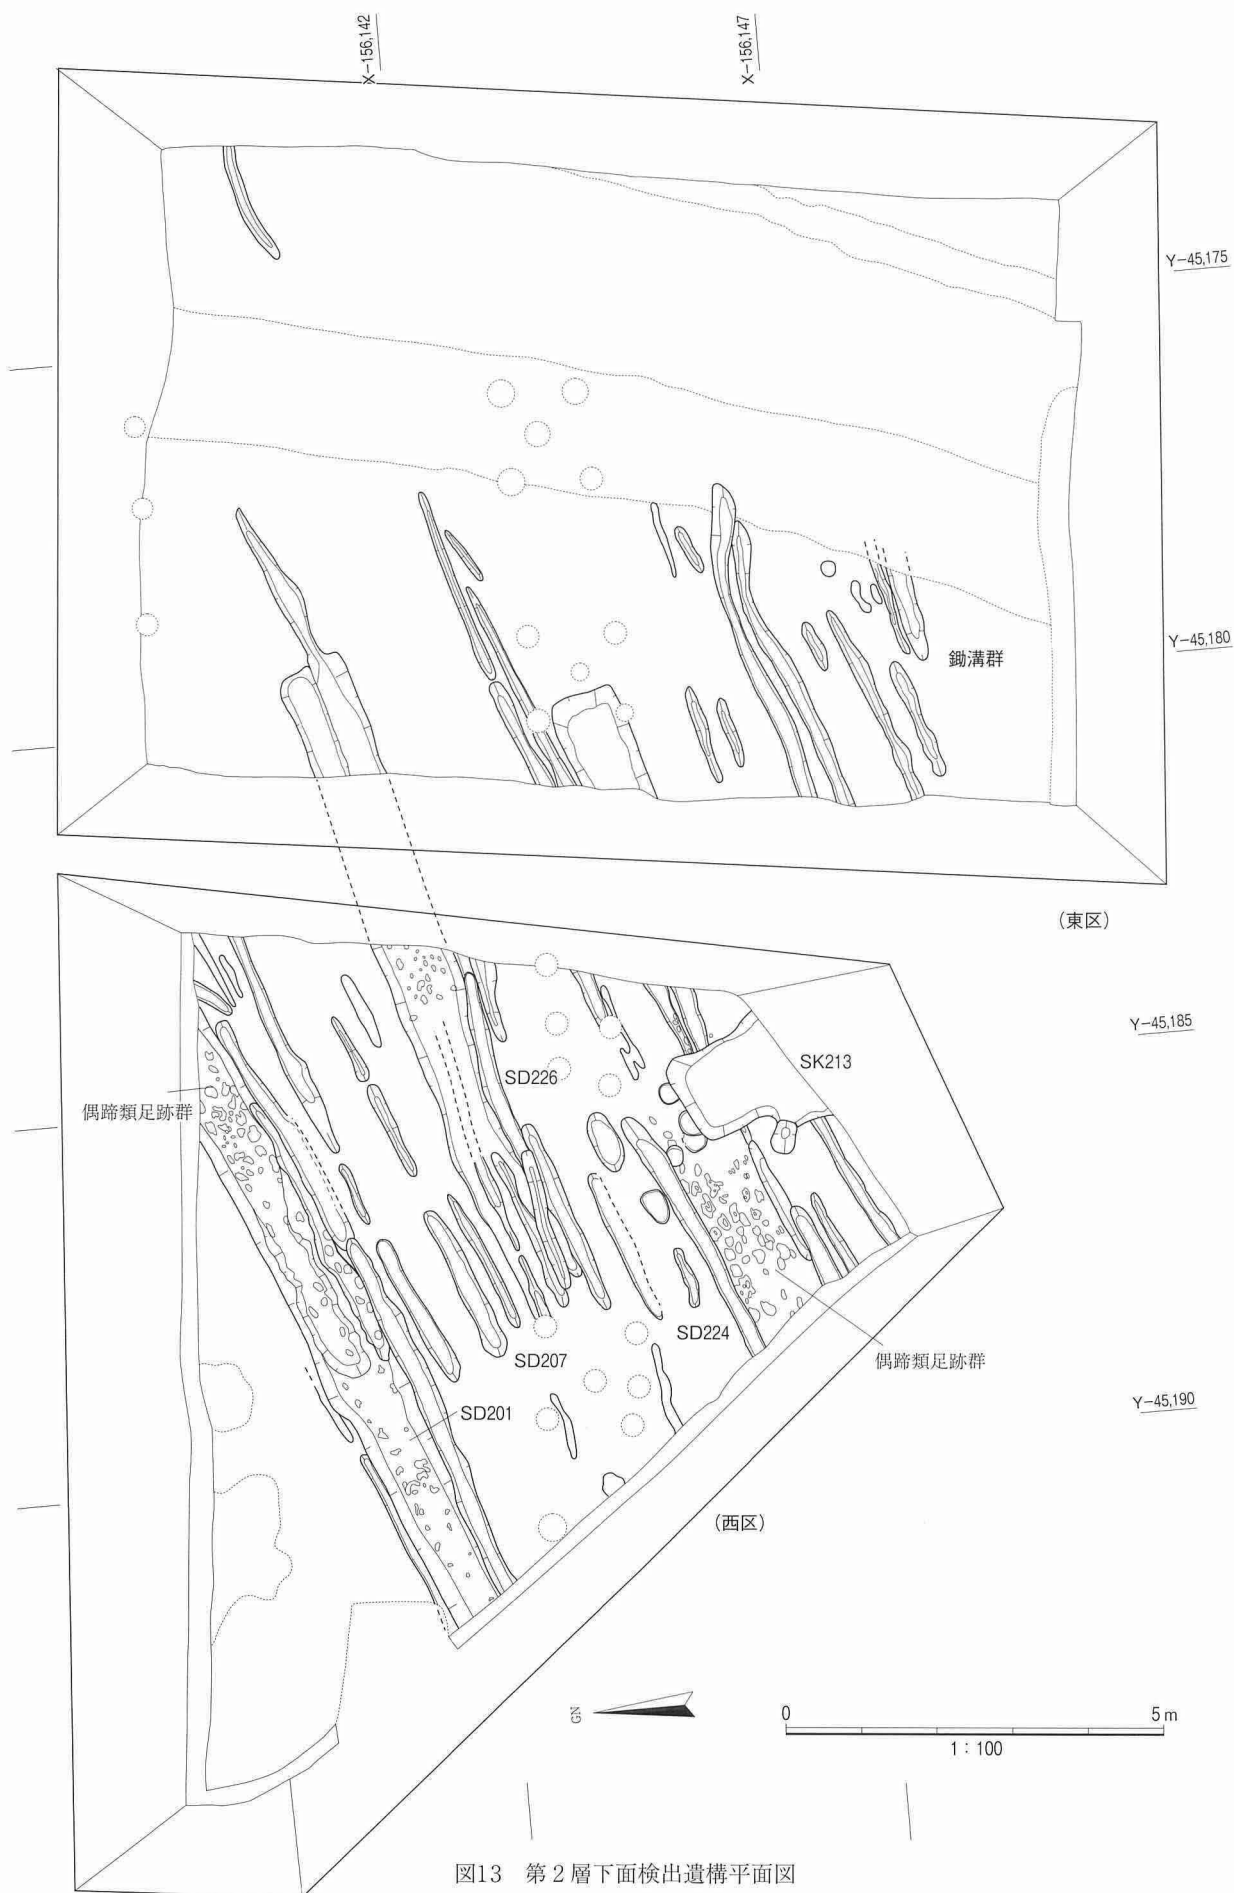 X-156,142
X-156,147
Y-45,175
Y-45,180
鋤溝群
(東区)
Y-45,185
SK213
SD226
偶蹄類足跡群
SD224
偶蹄類足跡群
SD207
Y-45,190
SD201
(西区)
GN
0
5 m
1:100
図13 第2層下面検出遺構平面図